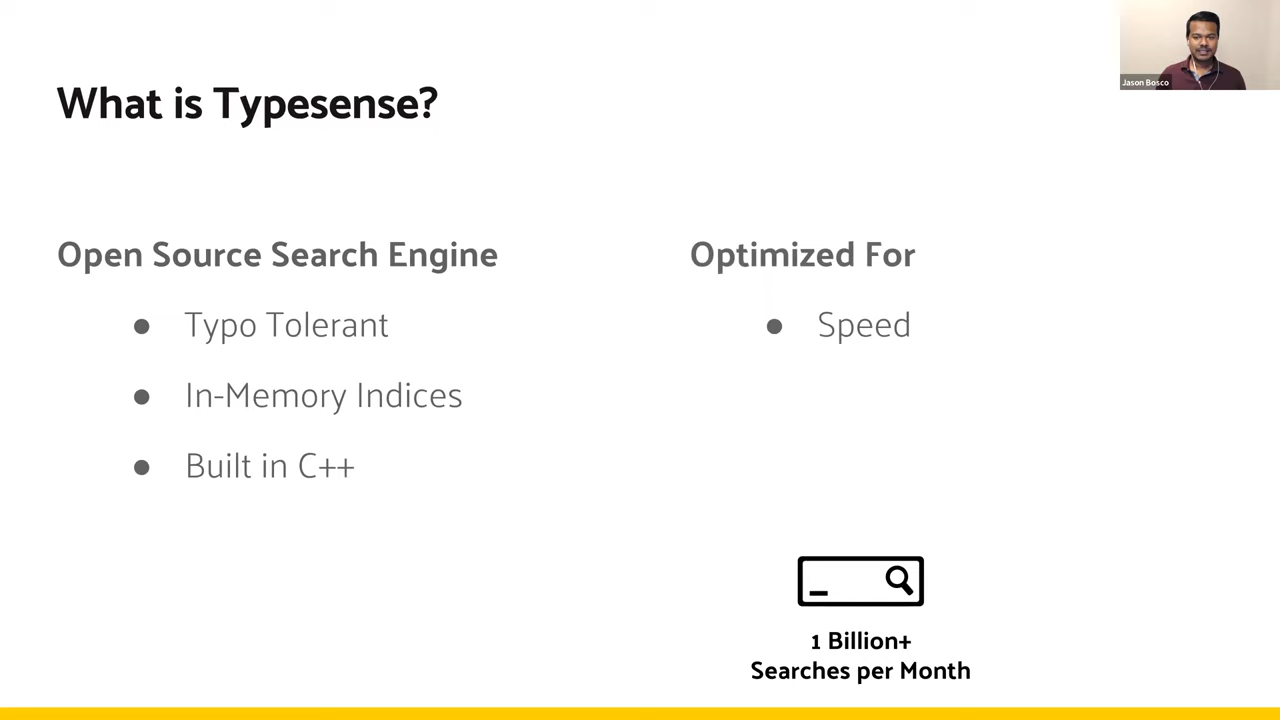 Jason Bosco
What is Typesense?
Open Source Search Engine
● Typo Tolerant
● In-Memory Indices
● Built in C++
Optimized For
● Speed
1 Billion+
Searches per Month